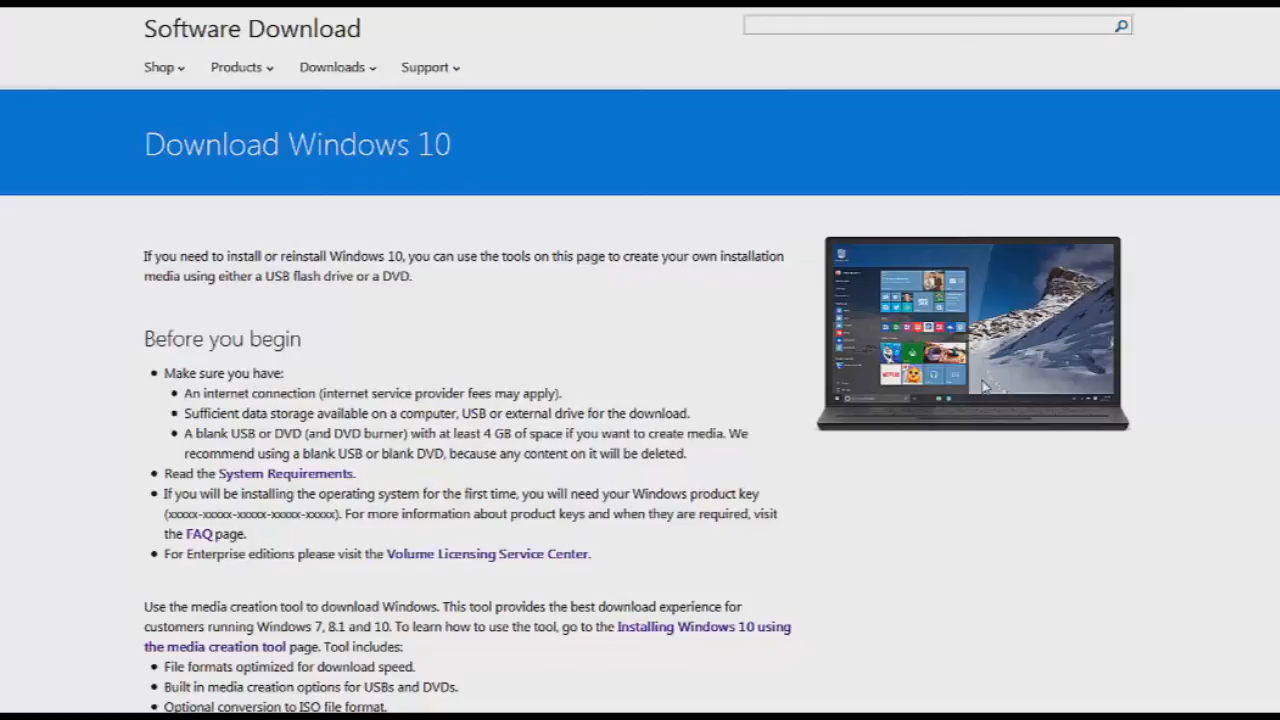 Software Download
Shop
Products
Downloads
Support
Download Windows 10
If you need to install or reinstall Windows 10, you can use the tools on this page to create your own installation
media using either a USB flash drive or a DVD.
Before you begin
• Make sure you have:
• An internet connection (internet service provider fees may apply).
• Sufficient data storage available on a computer, USB or external drive for the download.
• A blank USB or DVD (and DVD burner) with at least 4 GB of space if you want to create media. We
recommend using a blank USB or blank DVD, because any content on it will be deleted.
• Read the System Requirements.
• If you will be installing the operating system for the first time, you will need your Windows product key
(xxxxx-xxxxx-xxxxx-xxxxx-xxxxx). For more information about product keys and when they are required, visit
the FAQ page.
• For Enterprise editions please visit the Volume Licensing Service Center.
Use the media creation tool to download Windows. This tool provides the best download experience for
customers running Windows 7, 8.1 and 10. To learn how to use the tool, go to the Installing Windows 10 using
the media creation tool page. Tool includes:
• File formats optimized for download speed.
• Built in media creation options for USBs and DVDs.
• Optional conversion to ISO file format.
NETFLIX